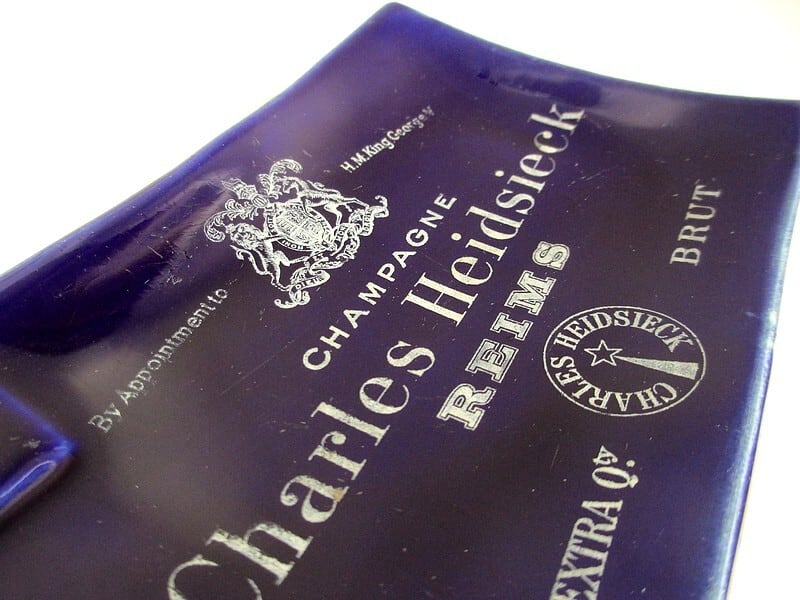 By Appointment to H.M. King George V
CHAMPAGNE
Charles Heidsieck
REIMS
EXTRA Qty. BRUT
CHARLES HEIDSIECK